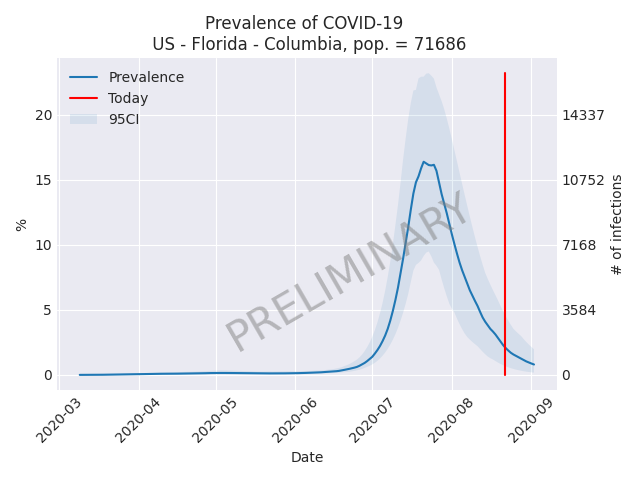 Prevalence of COVID-19
US - Florida - Columbia, pop. = 71686
Prevalence
Today
95CI
20
15
10
5
0
%
14337
10752
7168
3584
0
# of infections
PRELIMINARY
2020-03
2020-04
2020-05
2020-06
2020-07
2020-08
2020-09
Date